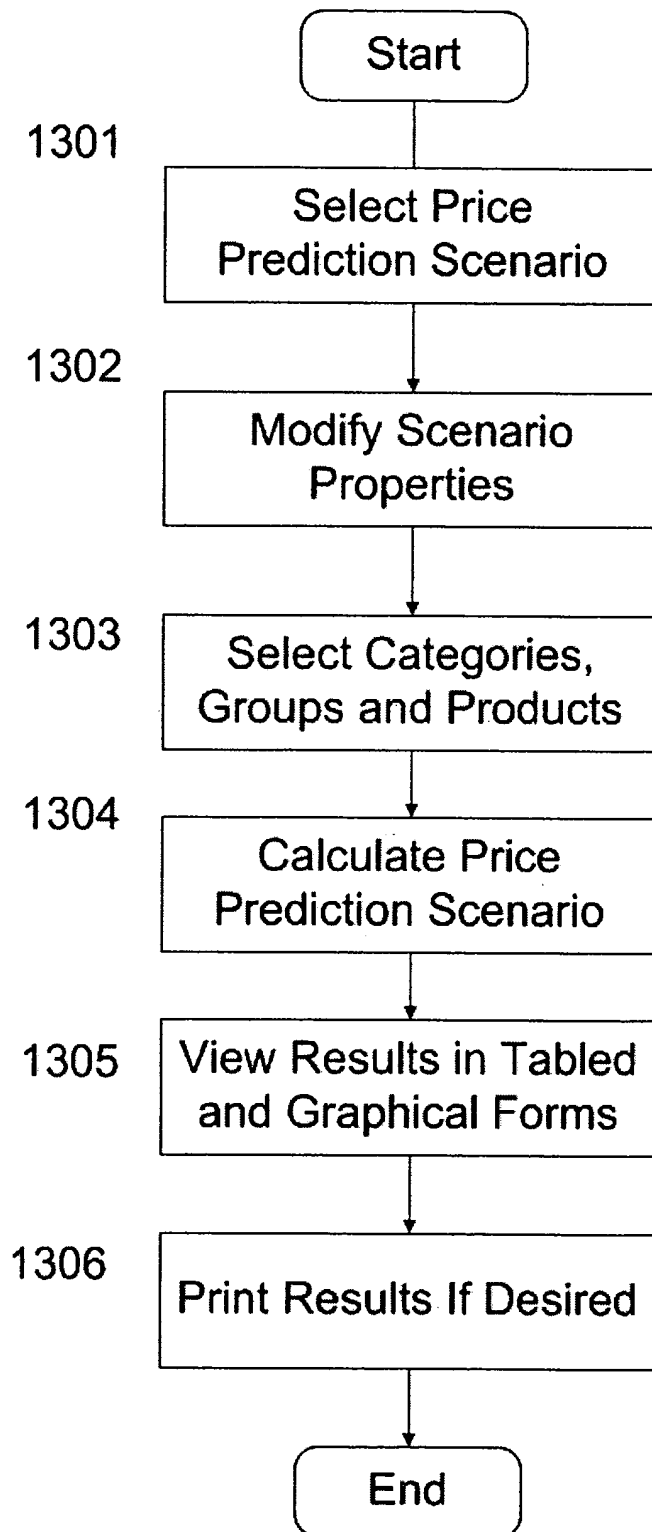 Start
1301
Select Price
Prediction Scenario
1302
Modify Scenario
Properties
1303
Select Categories,
Groups and Products
1304
Calculate Price
Prediction Scenario
1305
View Results in Tabled
and Graphical Forms
1306
Print Results If Desired
End